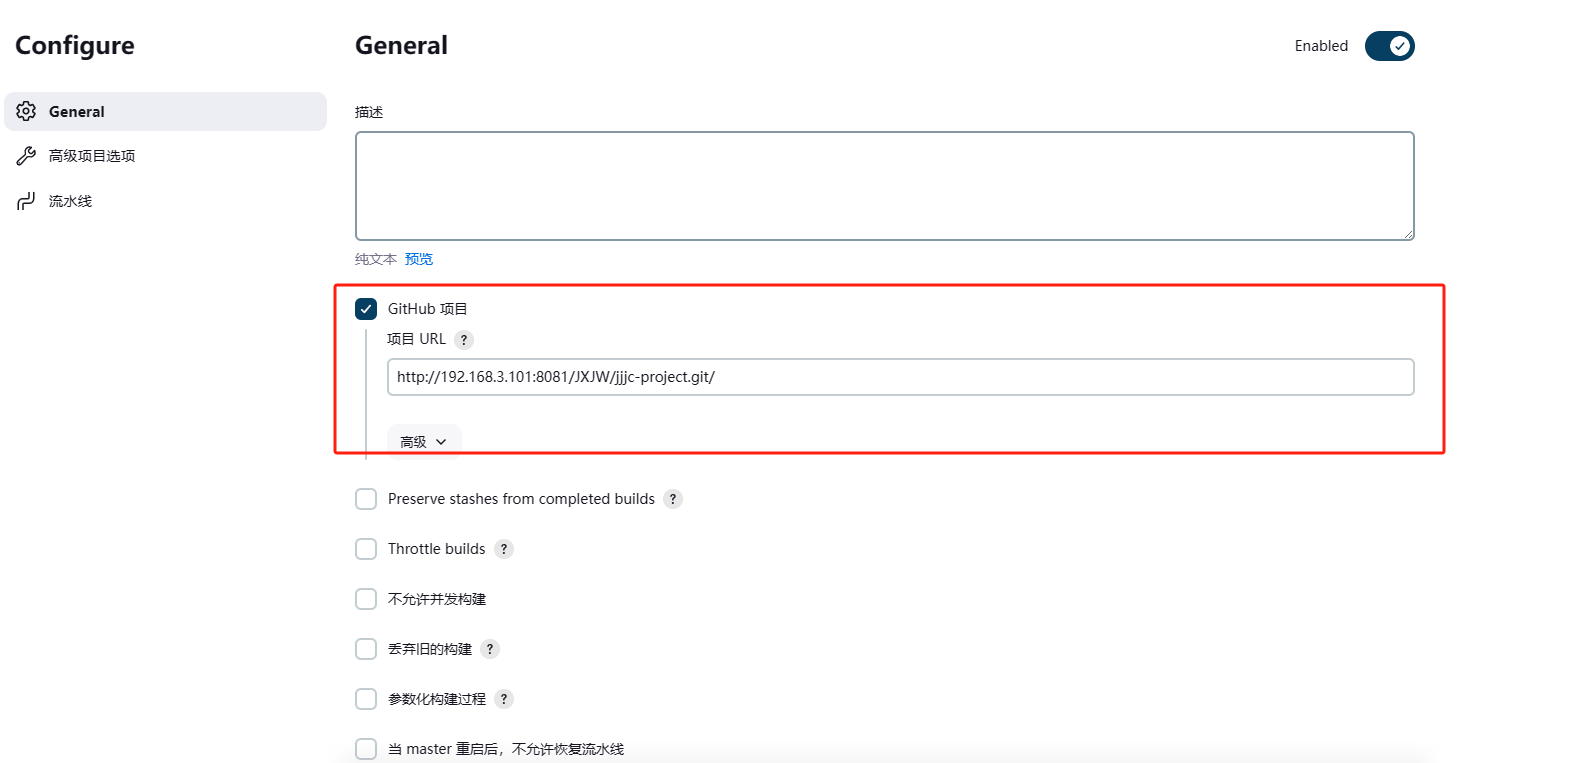 Configure
General
高级项目选项
流水线
General
Enabled
描述
纯文本 预览
GitHub 项目
项目 URL ?
http://192.168.3.101:8081/JXJW/jjjc-project.git/
高级
Preserve stashes from completed builds ?
Throttle builds ?
不允许并发构建
丢弃旧的构建 ?
参数化构建过程 ?
当 master 重启后，不允许恢复流水线